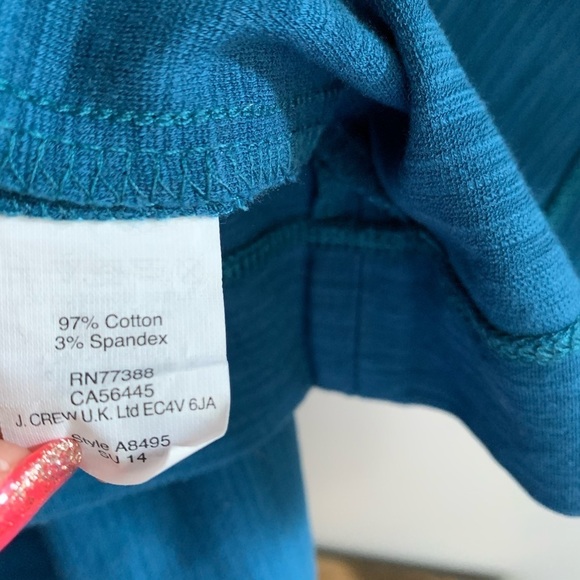 97% Cotton
3% Spandex
RN77388
CA56445
J. CREW U.K. Ltd EC4V 6JA
Style A8495
SU 14